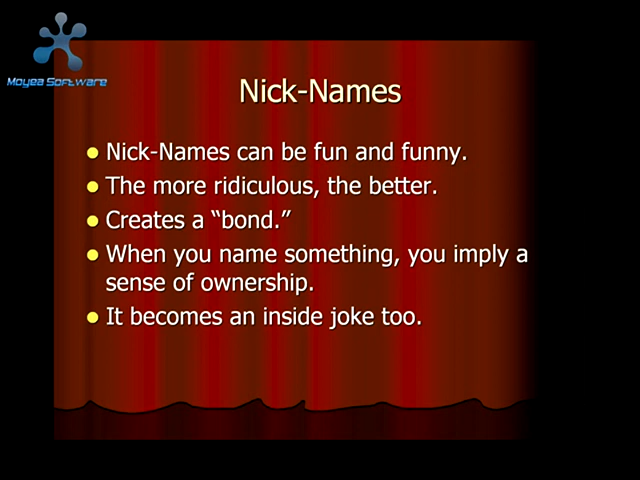 Moyea Software
Nick-Names
Nick-Names can be fun and funny.
The more ridiculous, the better.
Creates a “bond.”
When you name something, you imply a
sense of ownership.
It becomes an inside joke too.